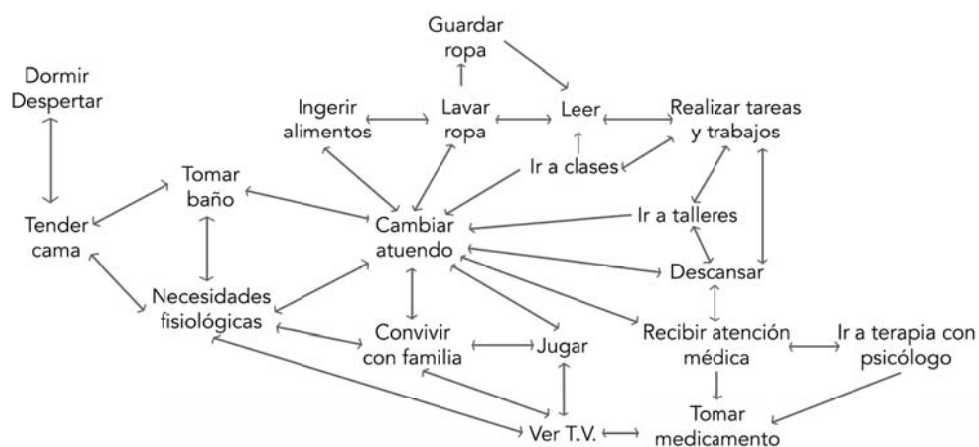 Guardar
ropa
Dormir
Despertar
Ingerir
alimentos
Lavar
ropa
Leer
Realizar tareas
y trabajos
Ir a clases
Tomar
baño
Tender
cama
Cambiar
atuendo
Ir a talleres
Descansar
Necesidades
fisiológicas
Convivir
con familia
Jugar
Recibir atención
médica
Ir a terapia con
psicólogo
Ver T.V.
Tomar
medicamento